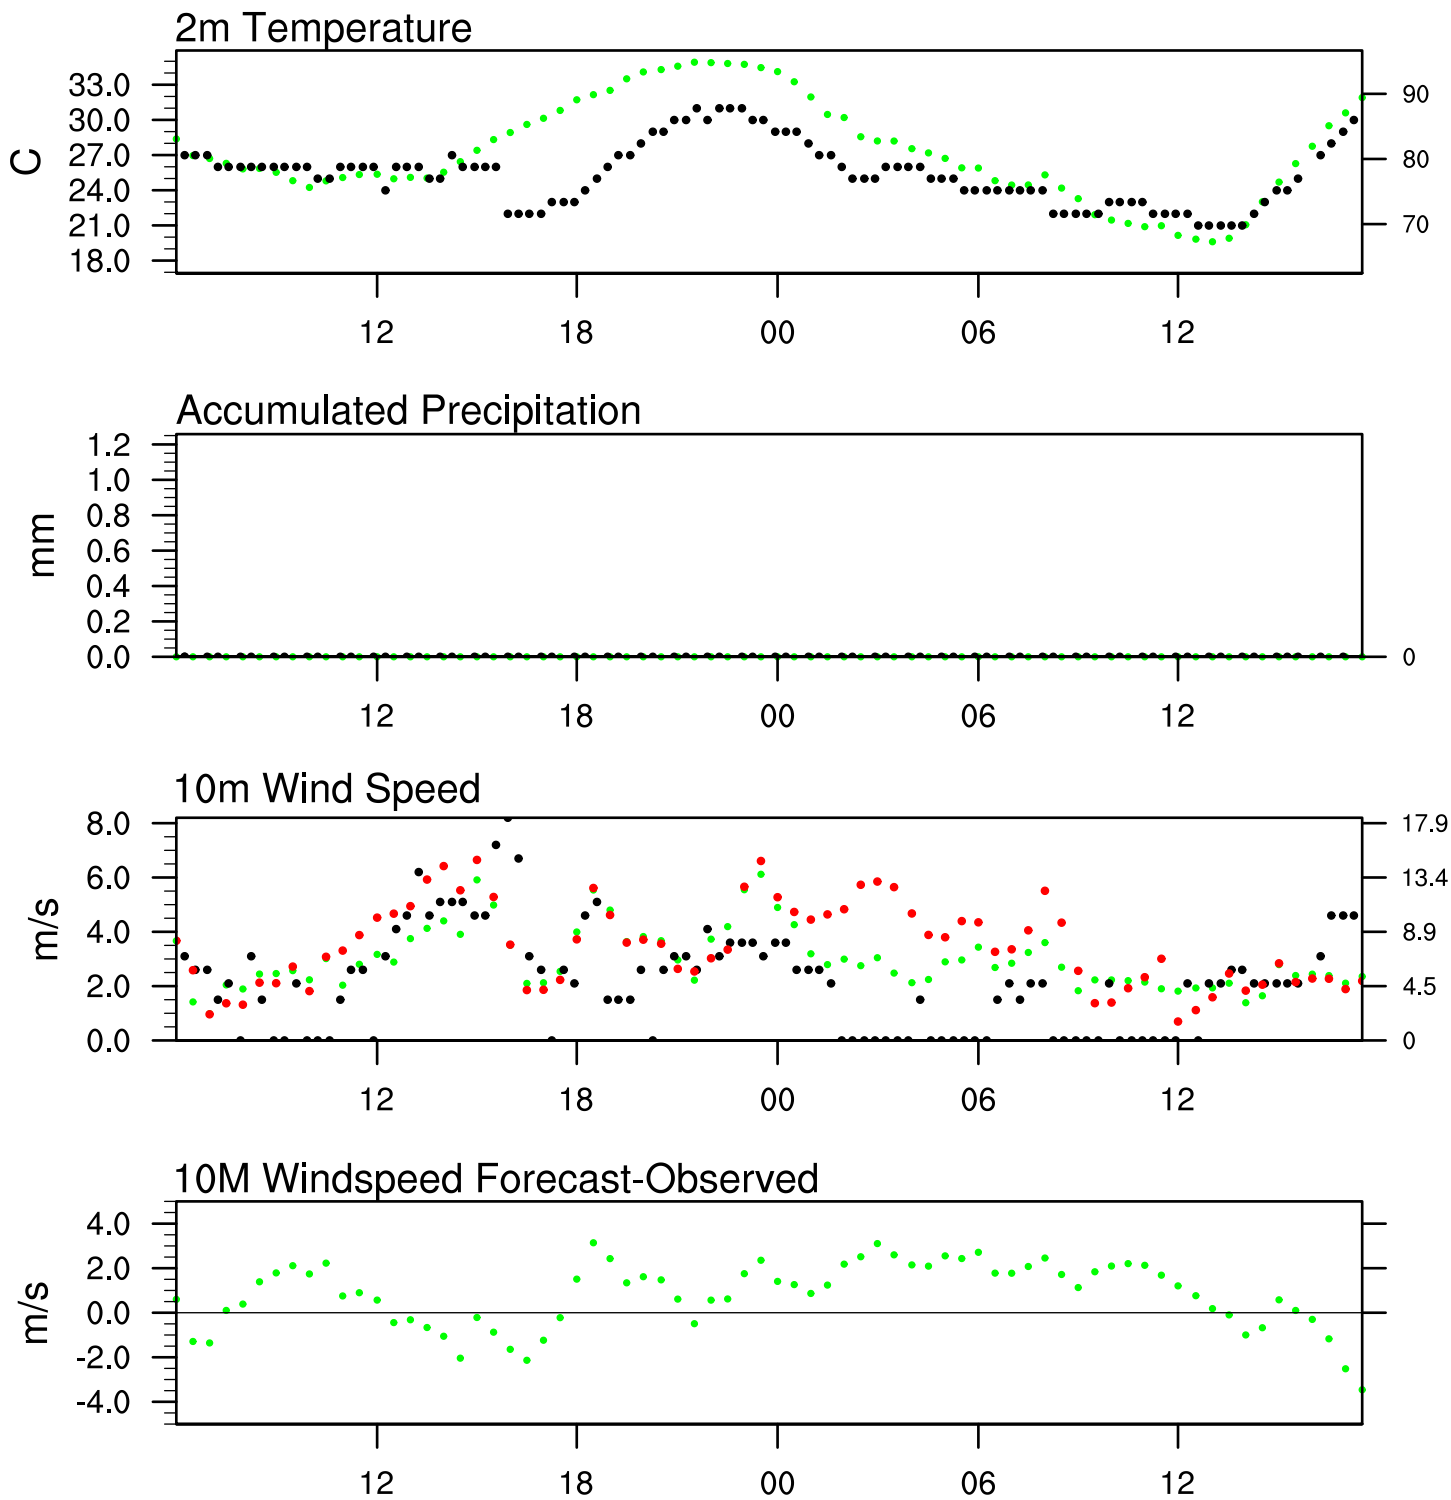 2m Temperature
33.0
30.0
27.0
24.0
21.0
18.0
C
90
80
70
12 18 00 06 12
Accumulated Precipitation
1.2
1.0
0.8
0.6
0.4
0.2
0.0
mm
0
12 18 00 06 12
10m Wind Speed
8.0
6.0
4.0
2.0
0.0
m/s
17.9
13.4
8.9
4.5
0
12 18 00 06 12
10M Windspeed Forecast-Observed
4.0
2.0
0.0
-2.0
-4.0
m/s
12 18 00 06 12